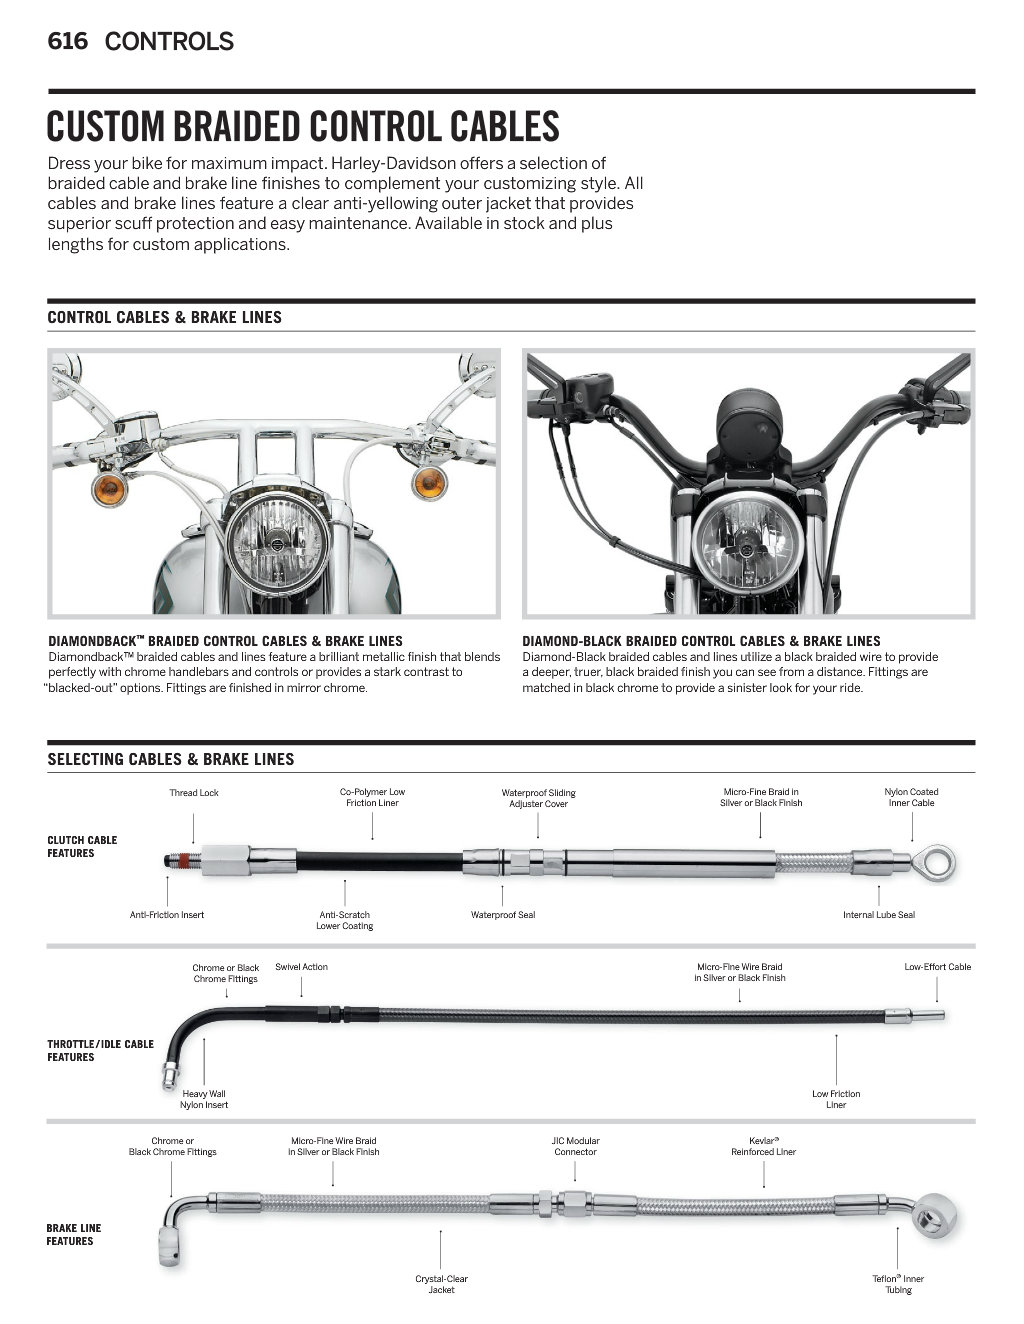 616 CONTROLS
CUSTOM BRAIDED CONTROL CABLES
Dress your bike for maximum impact. Harley-Davidson offers a selection of
braided cable and brake line finishes to complement your customizing style. All
cables and brake lines feature a clear anti-yellowing outer jacket that provides
superior scuff protection and easy maintenance. Available in stock and plus
lengths for custom applications.
CONTROL CABLES & BRAKE LINES
DIAMONDBACK™ BRAIDED CONTROL CABLES & BRAKE LINES
Diamondback™ braided cables and lines feature a brilliant metallic finish that blends
perfectly with chrome handlebars and controls or provides a stark contrast to
“blacked-out” options. Fittings are finished in mirror chrome.
DIAMOND-BLACK BRAIDED CONTROL CABLES & BRAKE LINES
Diamond-Black braided cables and lines utilize a black braided wire to provide
a deeper, truer, black braided finish you can see from a distance. Fittings are
matched in black chrome to provide a sinister look for your ride.
SELECTING CABLES & BRAKE LINES
CLUTCH CABLE
FEATURES
Thread Lock
Co-Polymer Low
Friction Liner
Waterproof Sliding
Adjuster Cover
Micro-Fine Braid in
Silver or Black Finish
Nylon Coated
Inner Cable
Anti-Friction Insert
Anti-Scratch
Lower Coating
Waterproof Seal
Internal Lube Seal
THROTTLE/IDLE CABLE
FEATURES
Chrome or Black
Chrome Fittings
Swivel Action
Micro-Fine Wire Braid
in Silver or Black Finish
Low-Effort Cable
Heavy Wall
Nylon Insert
Low Friction
Liner
BRAKE LINE
FEATURES
Chrome or
Black Chrome Fittings
Micro-Fine Wire Braid
in Silver or Black Finish
JIC Modular
Connector
Kevlar®
Reinforced Liner
Crystal-Clear
Jacket
Teflon® Inner
Tubing